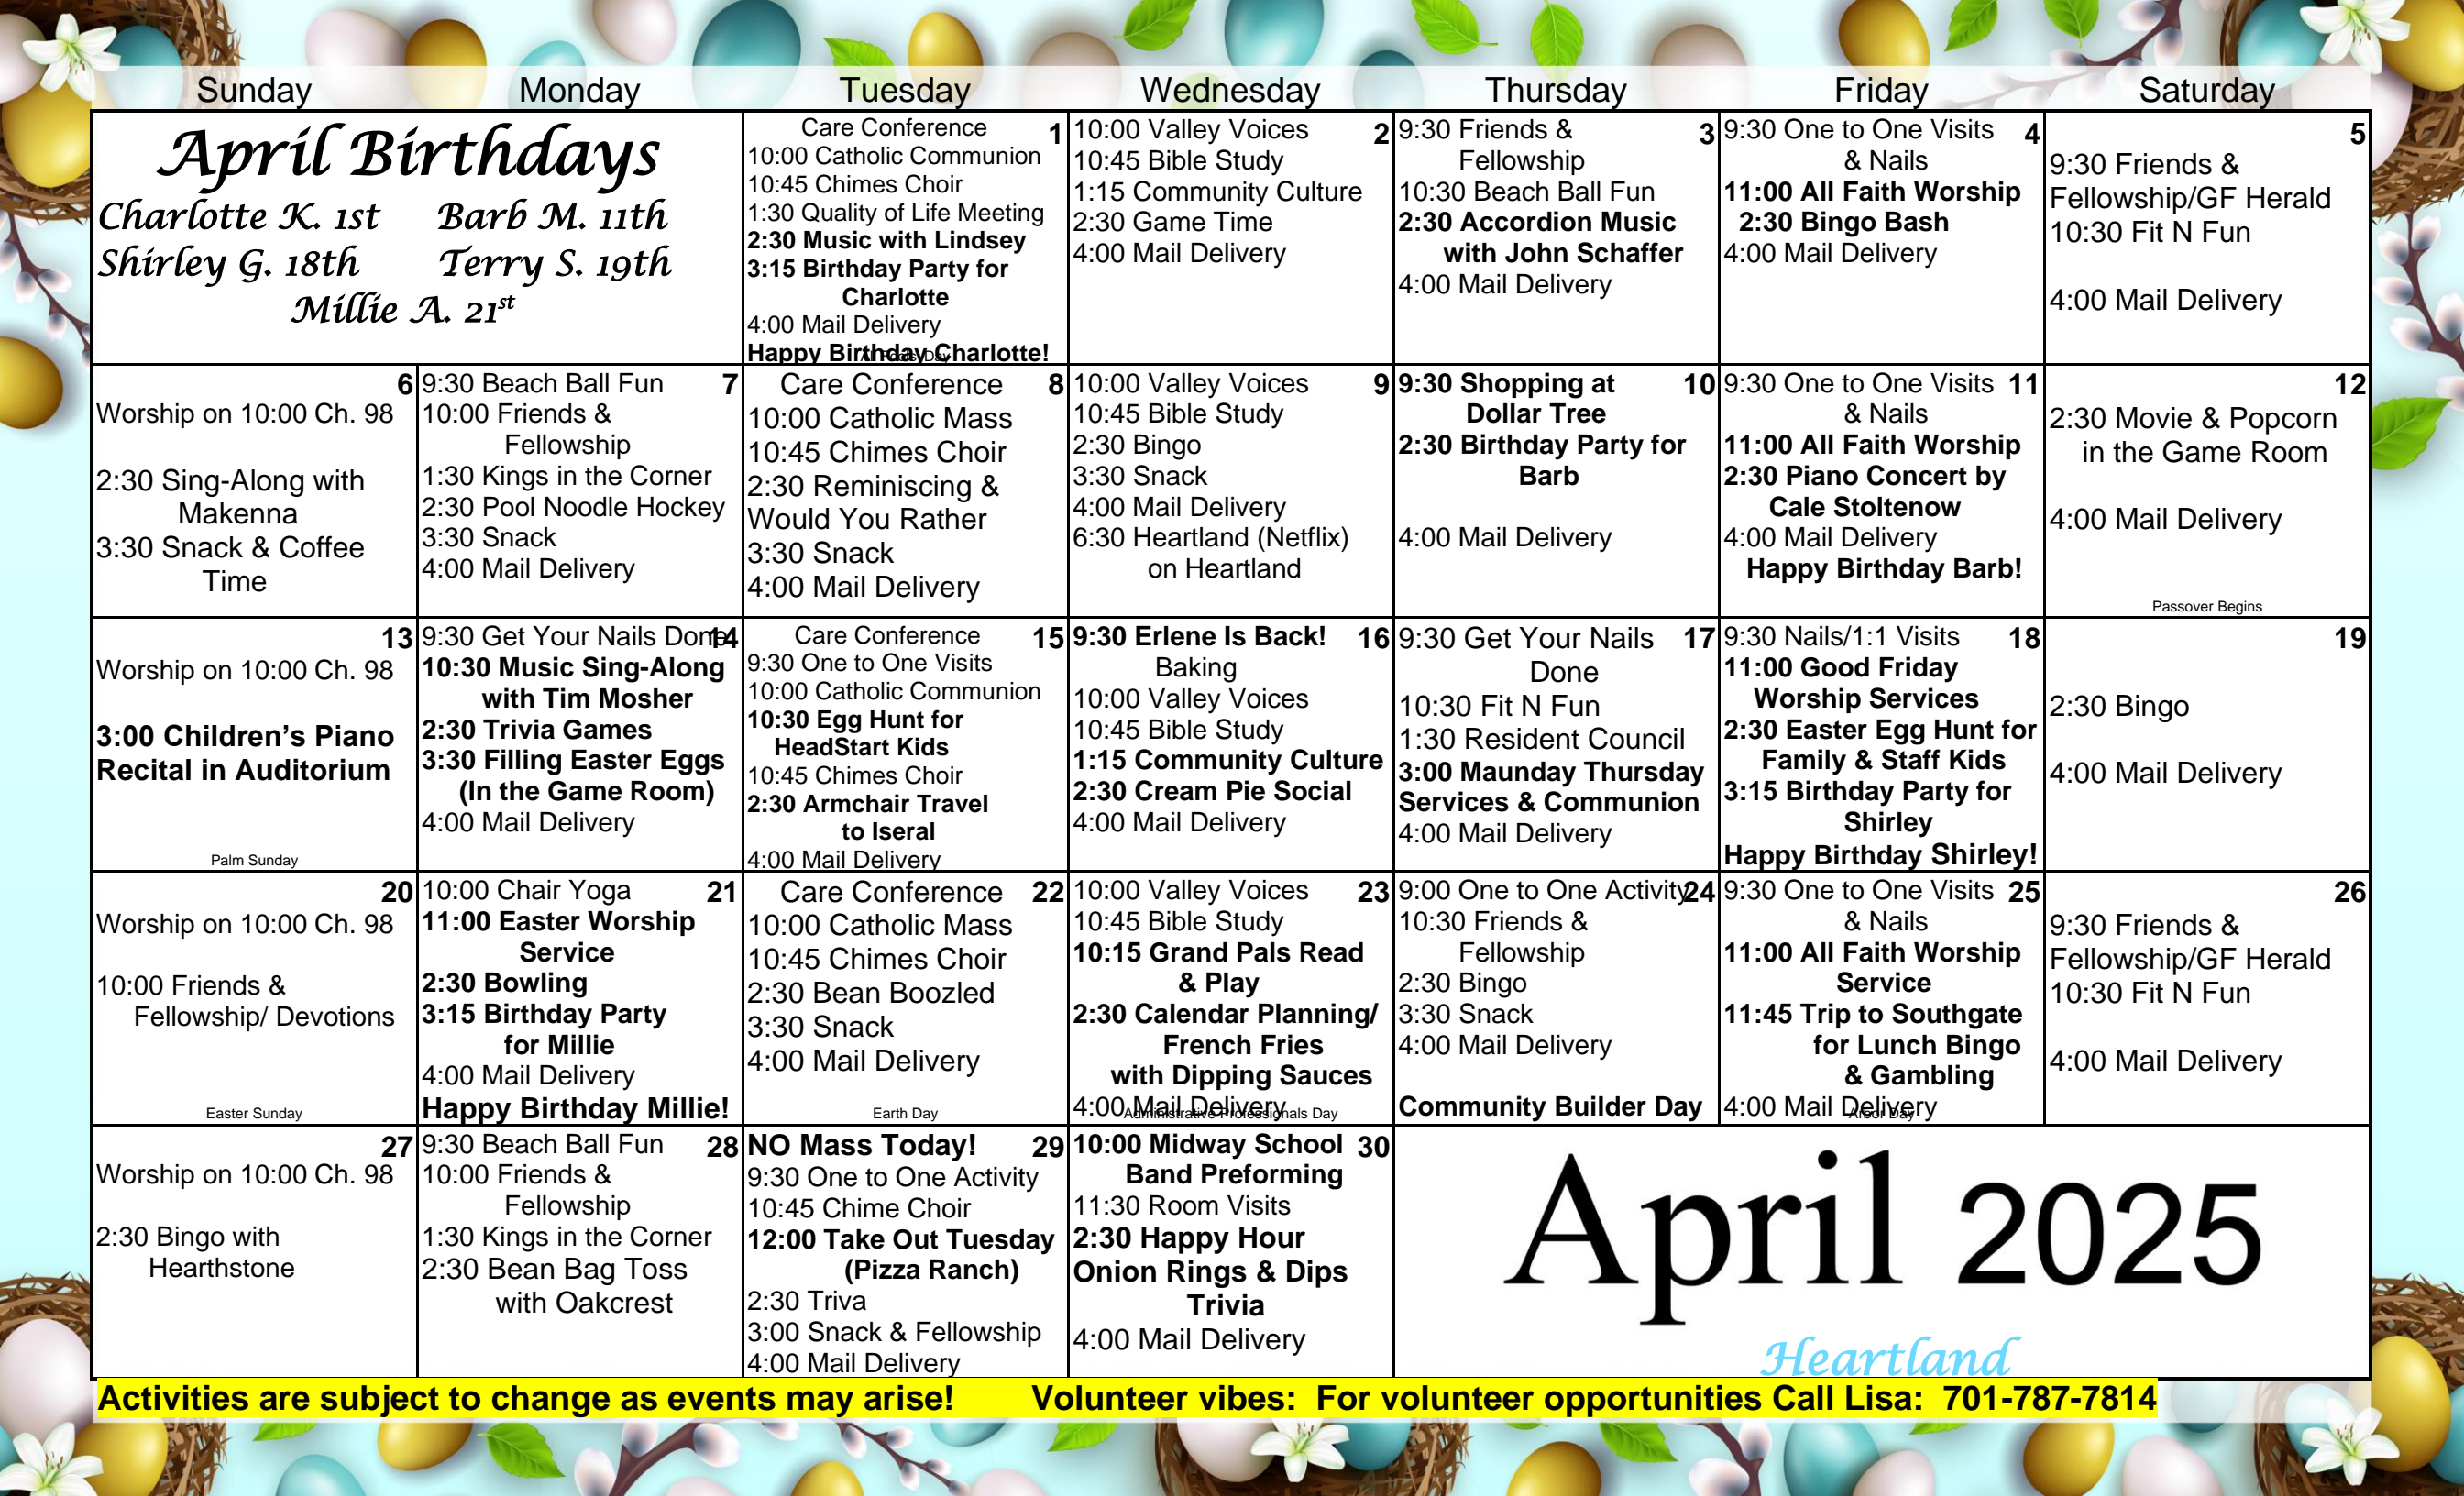 Sunday Monday Tuesday Wednesday Thursday Friday Saturday
April Birthdays
Charlotte K. 1st Barb M. 11th
Shirley G. 18th Terry S. 19th
Millie A. 21st
1
Care Conference
10:00 Catholic Communion
10:45 Chimes Choir
1:30 Quality of Life Meeting
2:30 Music with Lindsey
3:15 Birthday Party for
Charlotte
4:00 Mail Delivery
Happy Birthday Charlotte!
All Fools' Day
2
10:00 Valley Voices
10:45 Bible Study
1:15 Community Culture
2:30 Game Time
4:00 Mail Delivery
3
9:30 Friends &
Fellowship
10:30 Beach Ball Fun
2:30 Accordion Music
with John Schaffer
4:00 Mail Delivery
4
9:30 One to One Visits
& Nails
11:00 All Faith Worship
2:30 Bingo Bash
4:00 Mail Delivery
5
9:30 Friends &
Fellowship/GF Herald
10:30 Fit N Fun
4:00 Mail Delivery
6
Worship on 10:00 Ch. 98
2:30 Sing-Along with
Makenna
3:30 Snack & Coffee
Time
7
9:30 Beach Ball Fun
10:00 Friends &
Fellowship
1:30 Kings in the Corner
2:30 Pool Noodle Hockey
3:30 Snack
4:00 Mail Delivery
8
Care Conference
10:00 Catholic Mass
10:45 Chimes Choir
2:30 Reminiscing &
Would You Rather
3:30 Snack
4:00 Mail Delivery
9
10:00 Valley Voices
10:45 Bible Study
2:30 Bingo
3:30 Snack
4:00 Mail Delivery
6:30 Heartland (Netflix)
on Heartland
10
9:30 Shopping at
Dollar Tree
2:30 Birthday Party for
Barb
4:00 Mail Delivery
11
9:30 One to One Visits
& Nails
11:00 All Faith Worship
2:30 Piano Concert by
Cale Stoltenow
4:00 Mail Delivery
Happy Birthday Barb!
12
2:30 Movie & Popcorn
in the Game Room
4:00 Mail Delivery
Passover Begins
13
Worship on 10:00 Ch. 98
3:00 Children's Piano
Recital in Auditorium
Palm Sunday
14
9:30 Get Your Nails Done
10:30 Music Sing-Along
with Tim Mosher
2:30 Trivia Games
3:30 Filling Easter Eggs
(In the Game Room)
4:00 Mail Delivery
15
Care Conference
9:30 One to One Visits
10:00 Catholic Communion
10:30 Egg Hunt for
HeadStart Kids
10:45 Chimes Choir
2:30 Armchair Travel
to Iseral
4:00 Mail Delivery
16
9:30 Erlene Is Back!
Baking
10:00 Valley Voices
10:45 Bible Study
1:15 Community Culture
2:30 Cream Pie Social
4:00 Mail Delivery
17
9:30 Get Your Nails
Done
10:30 Fit N Fun
1:30 Resident Council
3:00 Maunday Thursday
Services & Communion
4:00 Mail Delivery
18
9:30 Nails/1:1 Visits
11:00 Good Friday
Worship Services
2:30 Easter Egg Hunt for
Family & Staff Kids
3:15 Birthday Party for
Shirley
Happy Birthday Shirley!
19
2:30 Bingo
4:00 Mail Delivery
20
Worship on 10:00 Ch. 98
10:00 Friends &
Fellowship/ Devotions
Easter Sunday
21
10:00 Chair Yoga
11:00 Easter Worship
Service
2:30 Bowling
3:15 Birthday Party
for Millie
4:00 Mail Delivery
Happy Birthday Millie!
22
Care Conference
10:00 Catholic Mass
10:45 Chimes Choir
2:30 Bean Boozled
3:30 Snack
4:00 Mail Delivery
Earth Day
23
10:00 Valley Voices
10:45 Bible Study
10:15 Grand Pals Read
& Play
2:30 Calendar Planning/
French Fries
with Dipping Sauces
4:00 Mail Delivery
Administrative Professionals Day
24
9:00 One to One Activity
10:30 Friends &
Fellowship
2:30 Bingo
3:30 Snack
4:00 Mail Delivery
Community Builder Day
25
9:30 One to One Visits
& Nails
11:00 All Faith Worship
Service
11:45 Trip to Southgate
for Lunch Bingo
& Gambling
4:00 Mail Delivery
Arbor Day
26
9:30 Friends &
Fellowship/GF Herald
10:30 Fit N Fun
4:00 Mail Delivery
27
Worship on 10:00 Ch. 98
2:30 Bingo with
Hearthstone
28
9:30 Beach Ball Fun
10:00 Friends &
Fellowship
1:30 Kings in the Corner
2:30 Bean Bag Toss
with Oakcrest
29
NO Mass Today!
9:30 One to One Activity
10:45 Chime Choir
12:00 Take Out Tuesday
(Pizza Ranch)
2:30 Triva
3:00 Snack & Fellowship
4:00 Mail Delivery
30
10:00 Midway School
Band Preforming
11:30 Room Visits
2:30 Happy Hour
Onion Rings & Dips
Trivia
4:00 Mail Delivery
April 2025
Heartland
Activities are subject to change as events may arise! Volunteer vibes: For volunteer opportunities Call Lisa: 701-787-7814